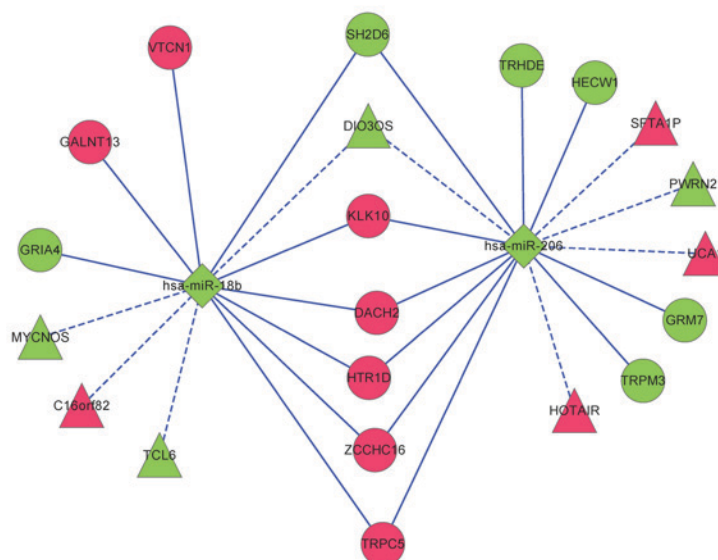 VTCN1
SH2D6
TRHDE
HECW1
GALNT13
DIO3OS
SFTA1P
PWRN2
KLK10
GRIA4
hsa-miR-206
UCA1
hsa-miR-18b
MYCNOS
DACH2
GRM7
C16orf82
HTR1D
TRPM3
HOTAIR
TCL6
ZCCHC16
TRPC5